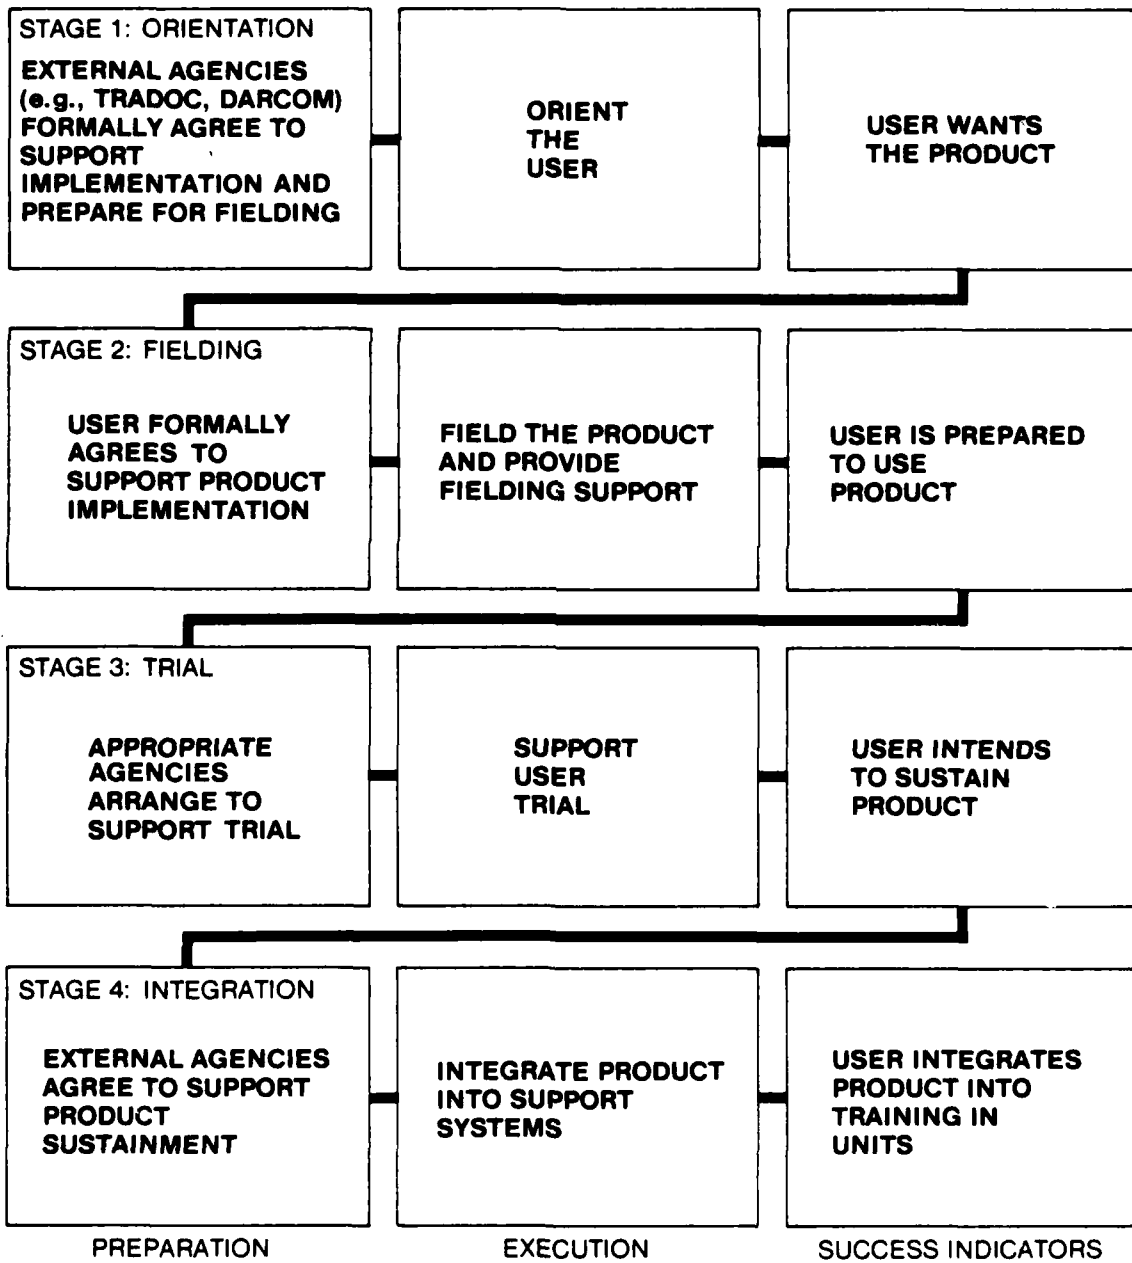 STAGE 1: ORIENTATION
EXTERNAL AGENCIES
(e.g., TRADOC, DARCOM)
FORMALLY AGREE TO
SUPPORT
IMPLEMENTATION AND
PREPARE FOR FIELDING
ORIENT
THE
USER
USER WANTS
THE PRODUCT
STAGE 2: FIELDING
USER FORMALLY
AGREES TO
SUPPORT PRODUCT
IMPLEMENTATION
FIELD THE PRODUCT
AND PROVIDE
FIELDING SUPPORT
USER IS PREPARED
TO USE
PRODUCT
STAGE 3: TRIAL
APPROPRIATE
AGENCIES
ARRANGE TO
SUPPORT TRIAL
SUPPORT
USER
TRIAL
USER INTENDS
TO SUSTAIN
PRODUCT
STAGE 4: INTEGRATION
EXTERNAL AGENCIES
AGREE TO SUPPORT
PRODUCT
SUSTAINMENT
INTEGRATE PRODUCT
INTO SUPPORT
SYSTEMS
USER INTEGRATES
PRODUCT INTO
TRAINING IN
UNITS
PREPARATION
EXECUTION
SUCCESS INDICATORS